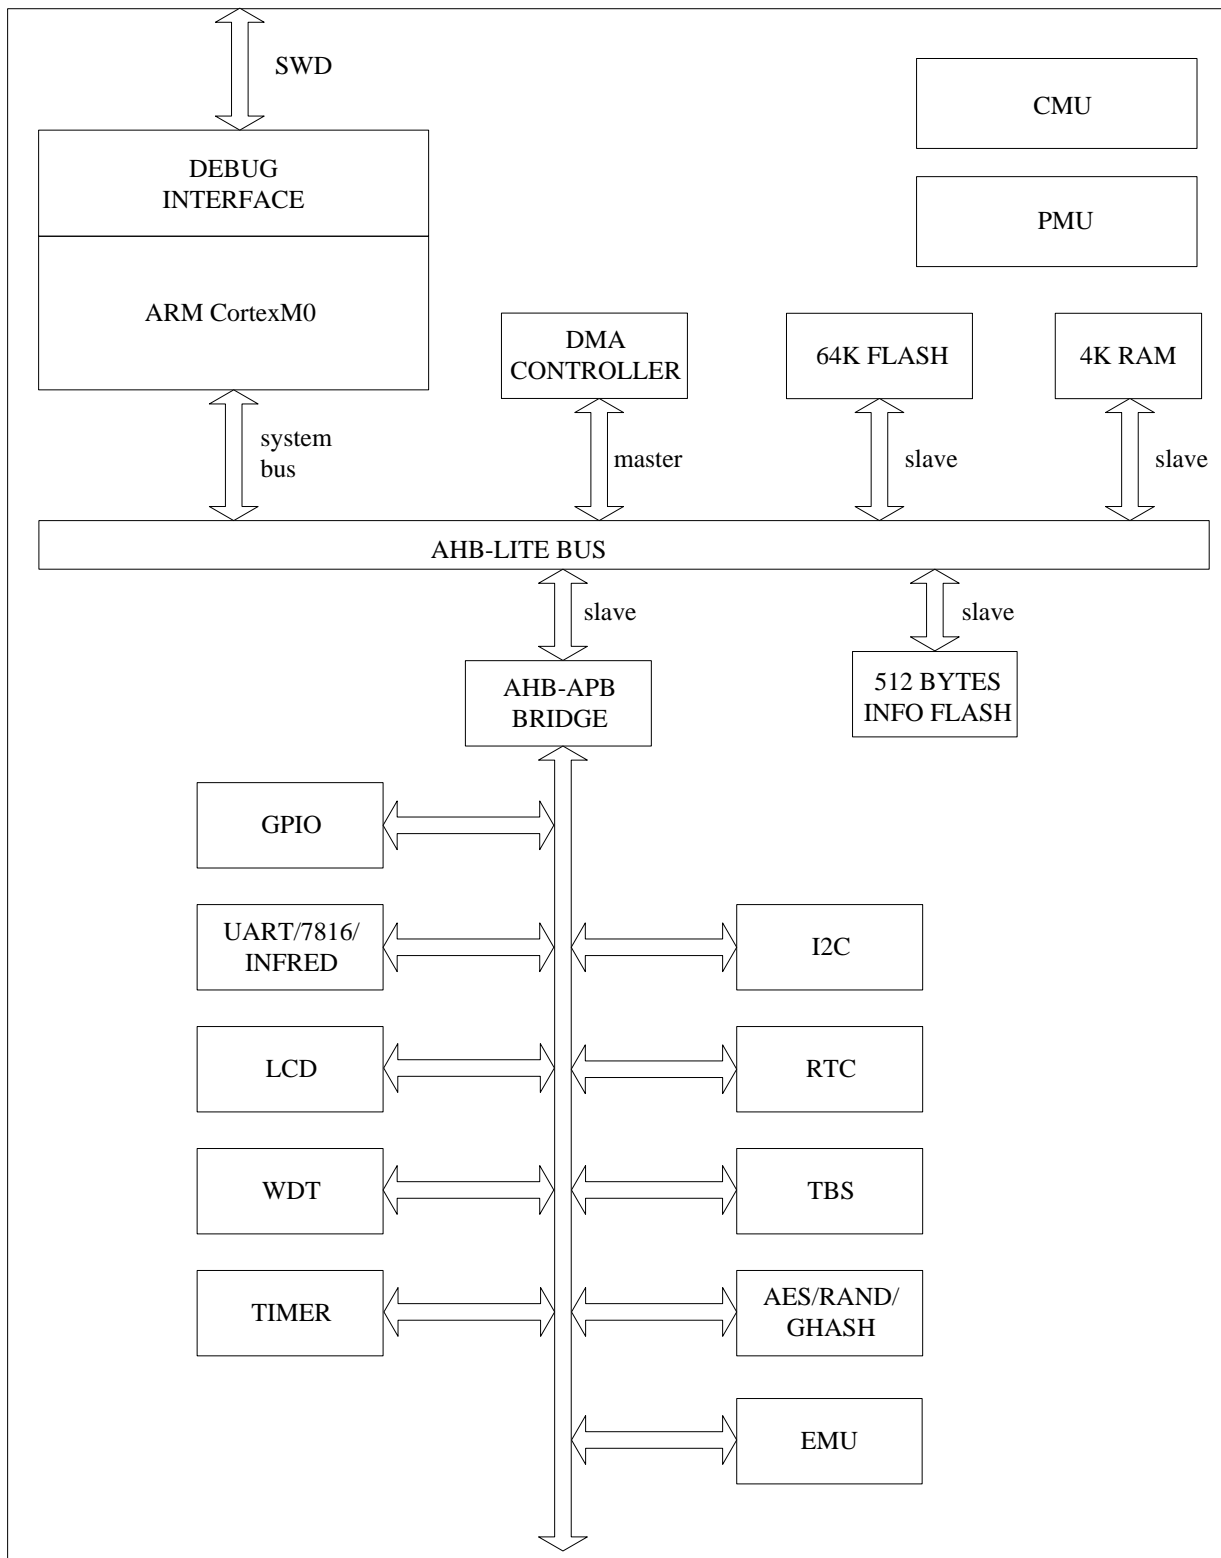 SWD
CMU
DEBUG
INTERFACE
PMU
ARM CortexM0
DMA
CONTROLLER
64K FLASH
4K RAM
system
bus
master
slave
slave
AHB-LITE BUS
slave
slave
AHB-APB
BRIDGE
512 BYTES
INFO FLASH
GPIO
UART/7816/
INFRED
I2C
LCD
RTC
WDT
TBS
TIMER
AES/RAND/
GHASH
EMU